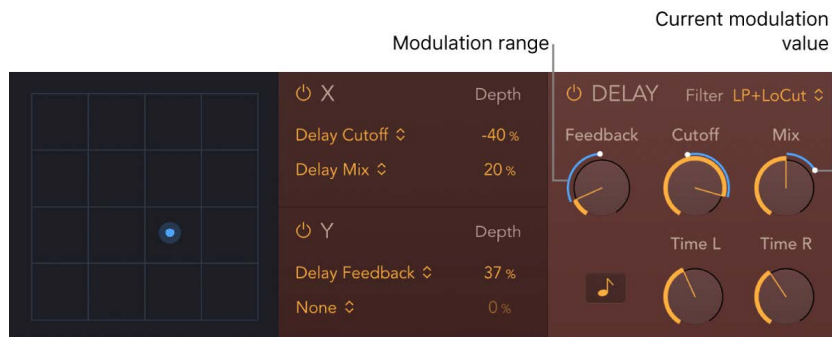 Current modulation
value
Modulation range
X Depth
Delay Cutoff -40 %
Delay Mix 20 %
Y Depth
Delay Feedback 37 %
None 0 %
DELAY Filter LP+LoCut
Feedback Cutoff Mix
Time L Time R